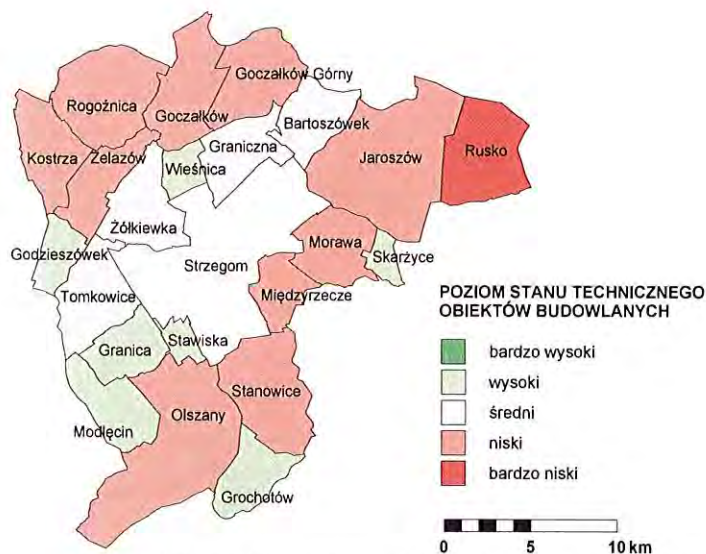 Goczałków Górny
Rogoźnica
Goczałków
Bartoszówek
Graniczna
Kostrza
Żelazów
Wieśnica
Jaroszów
Rusko
Żółkiewka
Morawa
Godzieszówek
Skarżyce
Strzegom
Międzyrzecze
Tomkowice
Stawiska
Granica
Stanowice
Olszany
Modlęcin
Grochotów
POZIOM STANU TECHNICZNEGO
OBIEKTÓW BUDOWLANYCH
bardzo wysoki
wysoki
średni
niski
bardzo niski
0 5 10 km